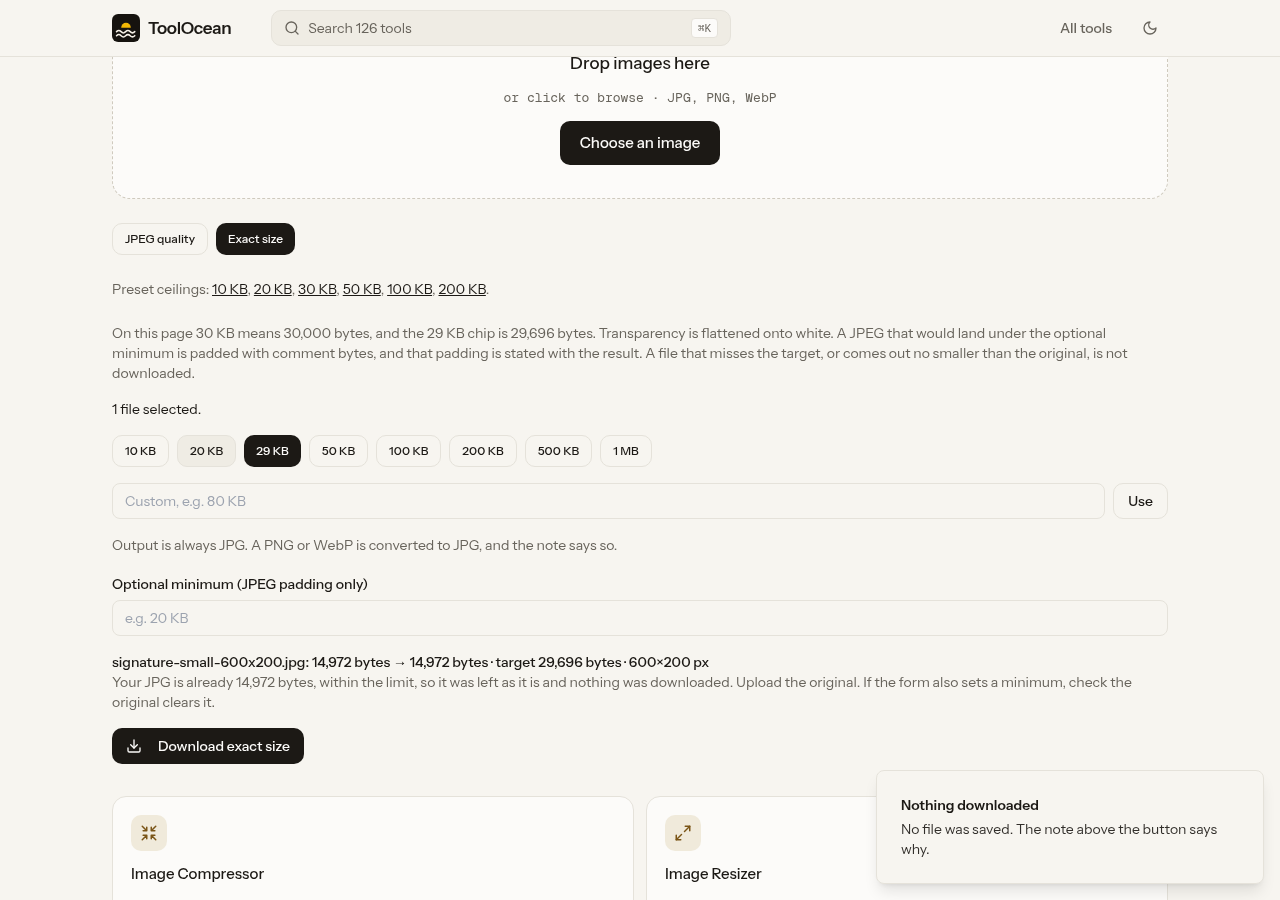 ToolOcean
Search 126 tools
⌘K
All tools
Drop images here
or click to browse · JPG, PNG, WebP
Choose an image
JPEG quality
Exact size
Preset ceilings: 10 KB, 20 KB, 30 KB, 50 KB, 100 KB, 200 KB.
On this page 30 KB means 30,000 bytes, and the 29 KB chip is 29,696 bytes. Transparency is flattened onto white. A JPEG that would land under the optional
minimum is padded with comment bytes, and that padding is stated with the result. A file that misses the target, or comes out no smaller than the original, is not
downloaded.
1 file selected.
10 KB
20 KB
29 KB
50 KB
100 KB
200 KB
500 KB
1 MB
Custom, e.g. 80 KB
Use
Output is always JPG. A PNG or WebP is converted to JPG, and the note says so.
Optional minimum (JPEG padding only)
e.g. 20 KB
signature-small-600x200.jpg: 14,972 bytes → 14,972 bytes · target 29,696 bytes · 600×200 px
Your JPG is already 14,972 bytes, within the limit, so it was left as it is and nothing was downloaded. Upload the original. If the form also sets a minimum, check the
original clears it.
Download exact size
Image Compressor
Image Resizer
Nothing downloaded
No file was saved. The note above the button says
why.